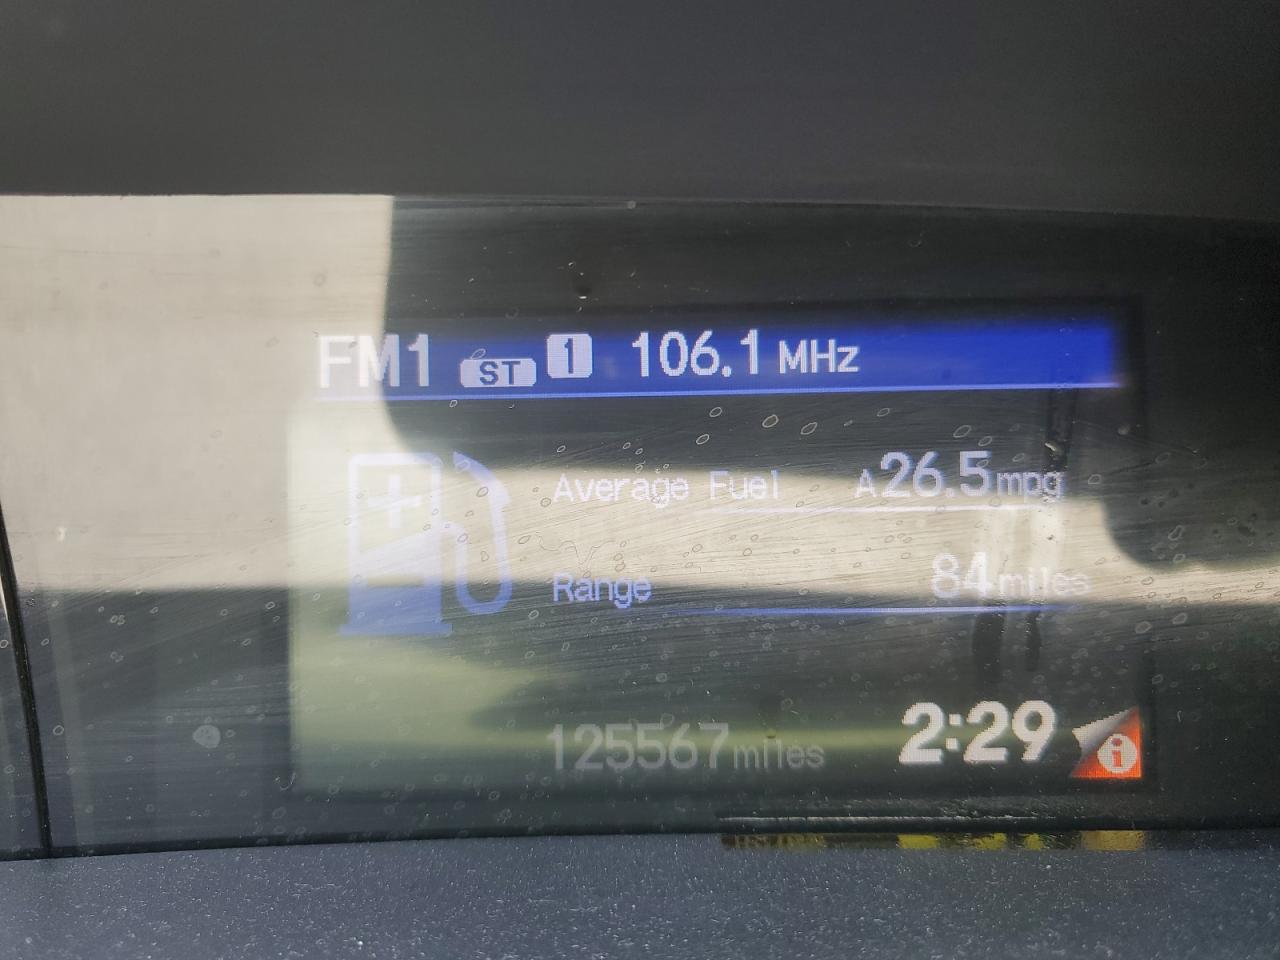 FM1 ST 1 106.1 MHz
Average Fuel A26.5mpg
Range 84miles
125567miles 2:29 i